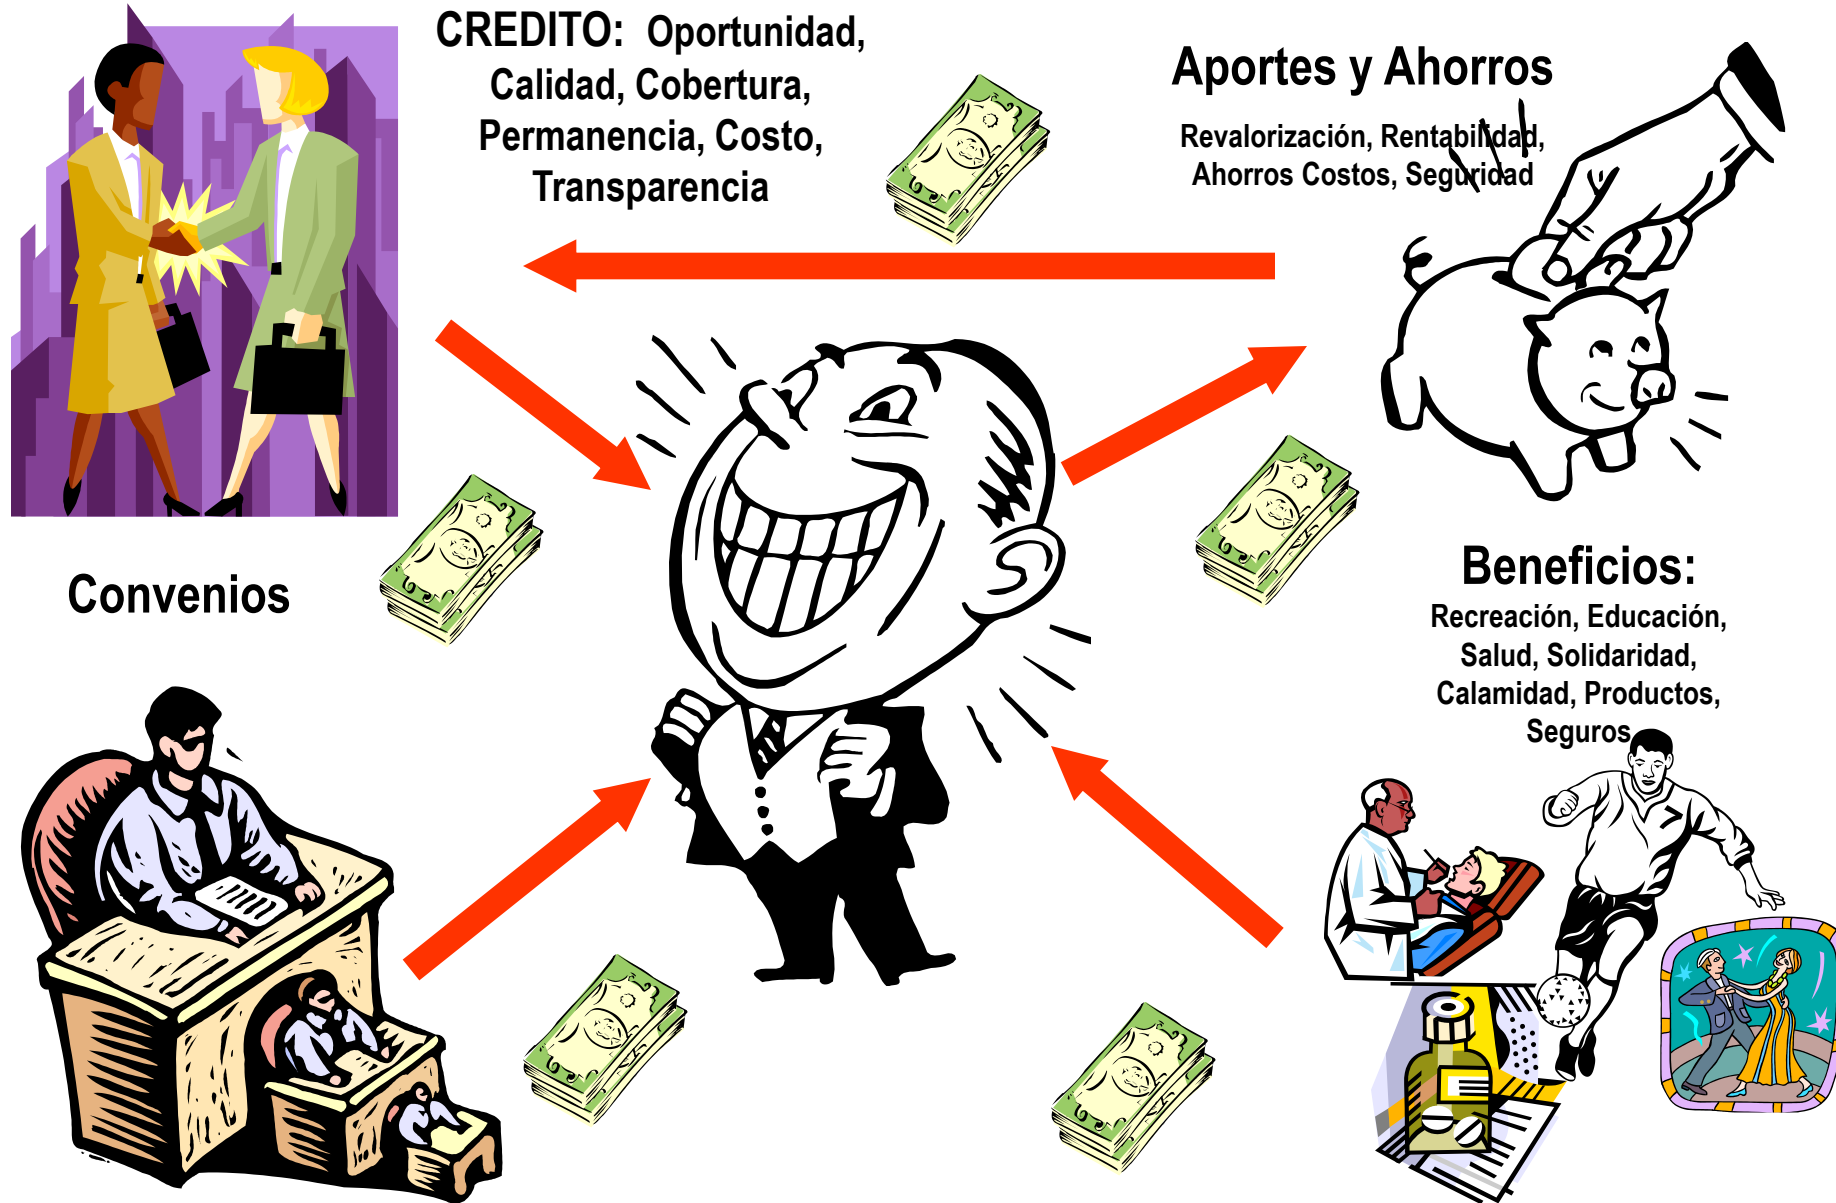 CREDITO: Oportunidad,
Calidad, Cobertura,
Permanencia, Costo,
Transparencia
Aportes y Ahorros
Revalorización, Rentabilidad,
Ahorros Costos, Seguridad
Convenios
Beneficios:
Recreación, Educación,
Salud, Solidaridad,
Calamidad, Productos,
Seguros
7